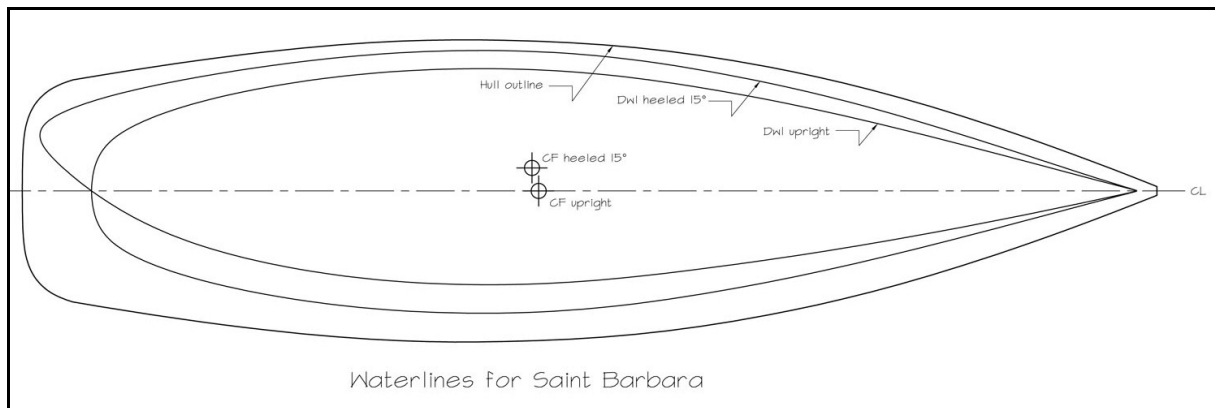 Hull outline
Dwl heeled 15°
Dwl upright
CF heeled 15°
CL
CF upright
Waterlines for Saint Barbara